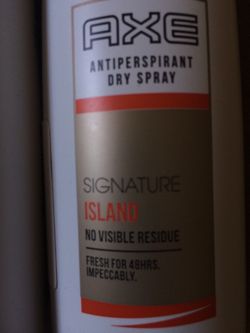 AXE
ANTIPERSPIRANT
DRY SPRAY
SIGNATURE
ISLAND
NO VISIBLE RESIDUE
FRESH FOR 48HRS.
IMPECCABLY.